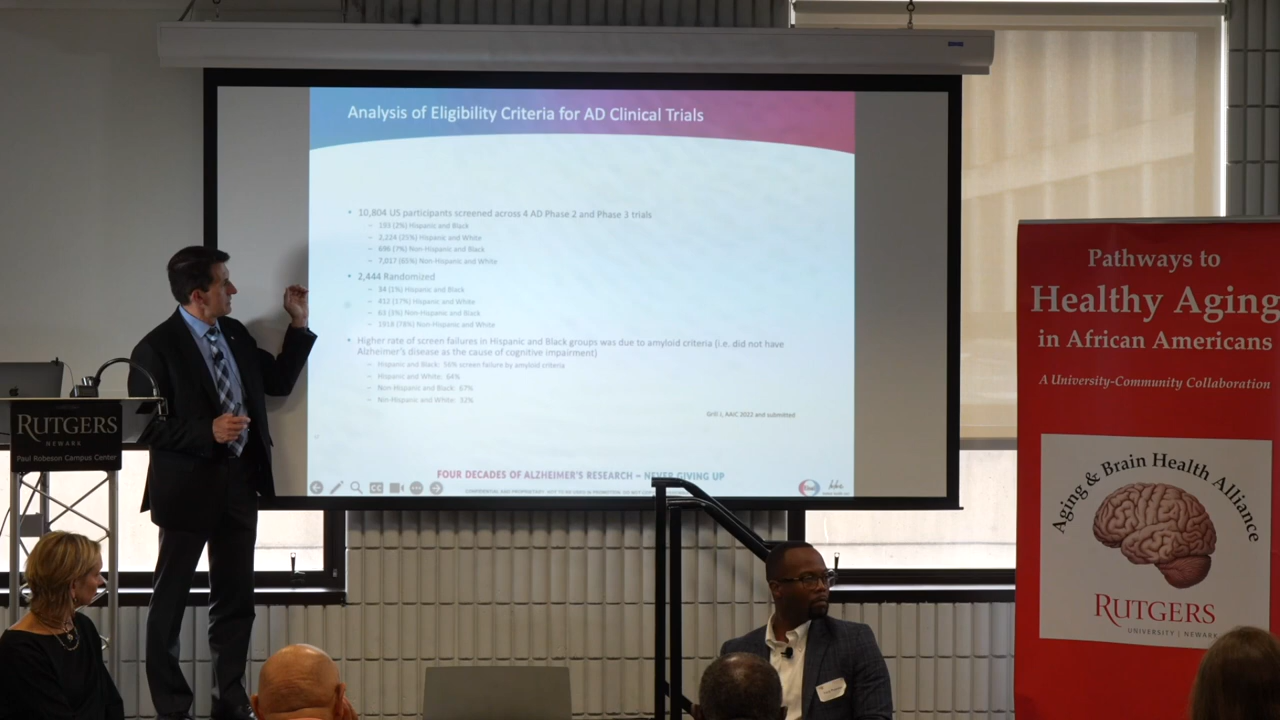 Analysis of Eligibility Criteria for AD Clinical Trials
• 10,804 US participants screened across 4 AD Phase 2 and Phase 3 trials
– 193 (2%) Hispanic and Black
– 2,224 (25%) Hispanic and White
– 696 (7%) Non-Hispanic and Black
– 7,017 (65%) Non-Hispanic and White
• 2,444 Randomized
– 34 (1%) Hispanic and Black
– 412 (17%) Hispanic and White
– 63 (3%) Non-Hispanic and Black
– 1918 (78%) Non-Hispanic and White
• Higher rate of screen failures in Hispanic and Black groups was due to amyloid criteria (i.e. did not have
Alzheimer's disease as the cause of cognitive impairment)
– Hispanic and Black: 56% screen failure by amyloid criteria
– Hispanic and White: 64%
– Non-Hispanic and Black: 67%
– Nin-Hispanic and White: 32%
Grill J, AAIC 2022 and submitted
FOUR DECADES OF ALZHEIMER'S RESEARCH – NEVER GIVING UP
CC
RUTGERS
NEWARK
Paul Robeson Campus Center
Pathways to
Healthy Aging
in African Americans
A University-Community Collaboration
Aging & Brain Health Alliance
RUTGERS
UNIVERSITY | NEWARK